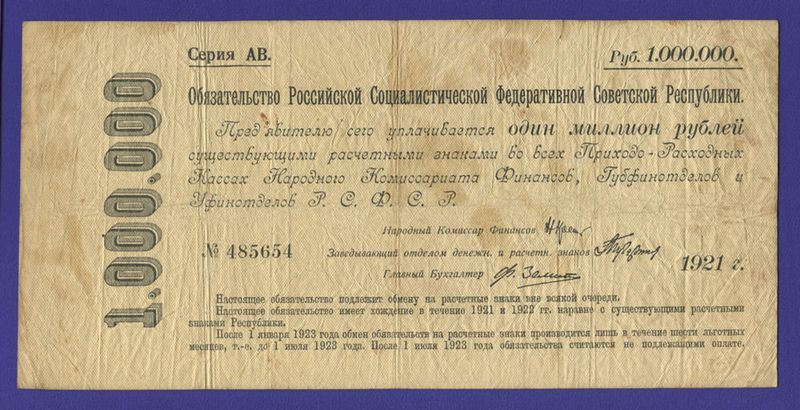 Серия АВ.
Руб. 1.000.000.
Обязательство Российской Социалистической Федеративной Советской Республики.
Пред'явителю сего уплачивается один миллион рублей
существующими расчетными знаками во всех Приходо-Расходных
Кассах Народного Комиссариата Финансов, Губфинотделов и
Уфинотделов Р. С. Ф. С. Р.
1.000.000
Народный Комиссар Финансов
№ 485654
Заведывающий отделом денежн. и расчетн. знаков
1921 г.
Главный Бухгалтер
Настоящее обязательство подлежит обмену на расчетные знаки вне всякой очереди.
Настоящее обязательство имеет хождение в течение 1921 и 1922 гг. наравне с существующими расчетными
знаками Республики.
После 1 января 1923 года обмен обязательств на расчетные знаки производится лишь в течение шести льготных
месяцев, т.-е. до 1 июля 1923 года. После 1 июля 1923 года обязательства считаются не подлежащими оплате.